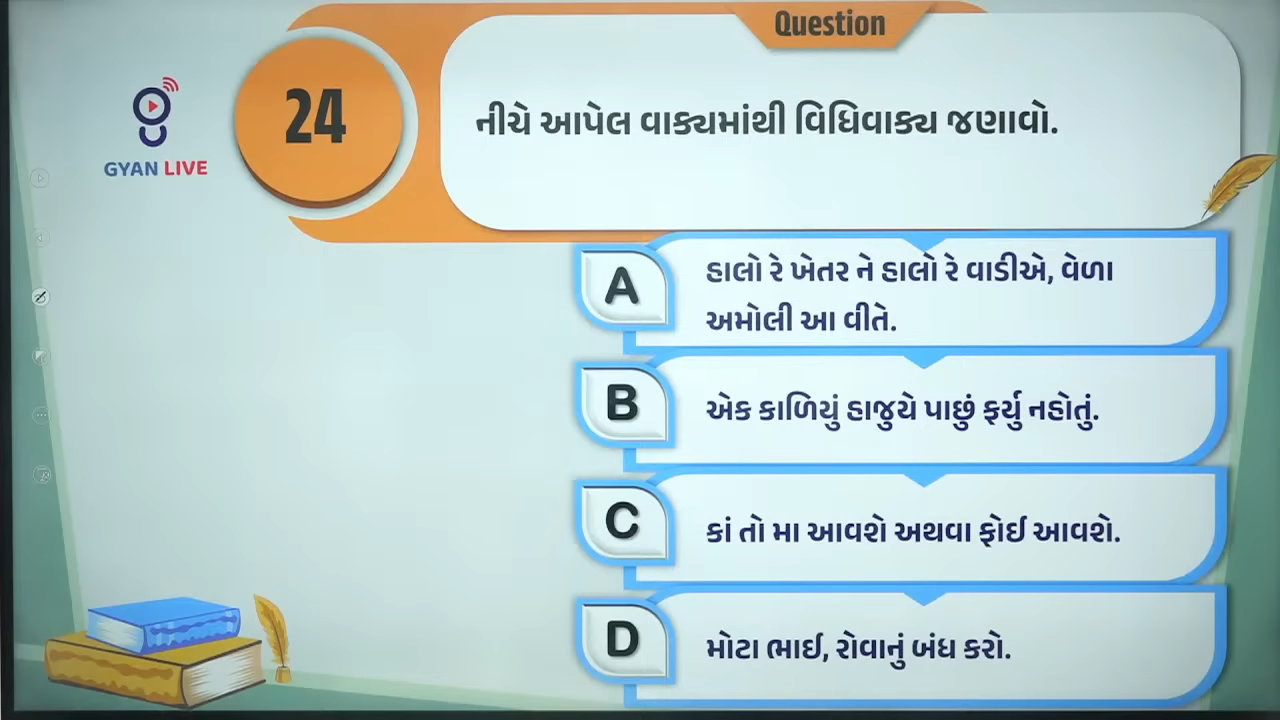 Question
24
GYAN LIVE
નીચે આપેલ વાક્યમાંથી વિધિવાક્ય જણાવો.
A
હાલો રે ખેતર ને હાલો રે વાડીએ, વેળા
અમોલી આ વીતે.
B
એક કાળિયું હાજુયે પાછું ફર્યુ નહોતું.
C
કાં તો મા આવશે અથવા ફોઈ આવશે.
D
મોટા ભાઈ, રોવાનું બંધ કરો.